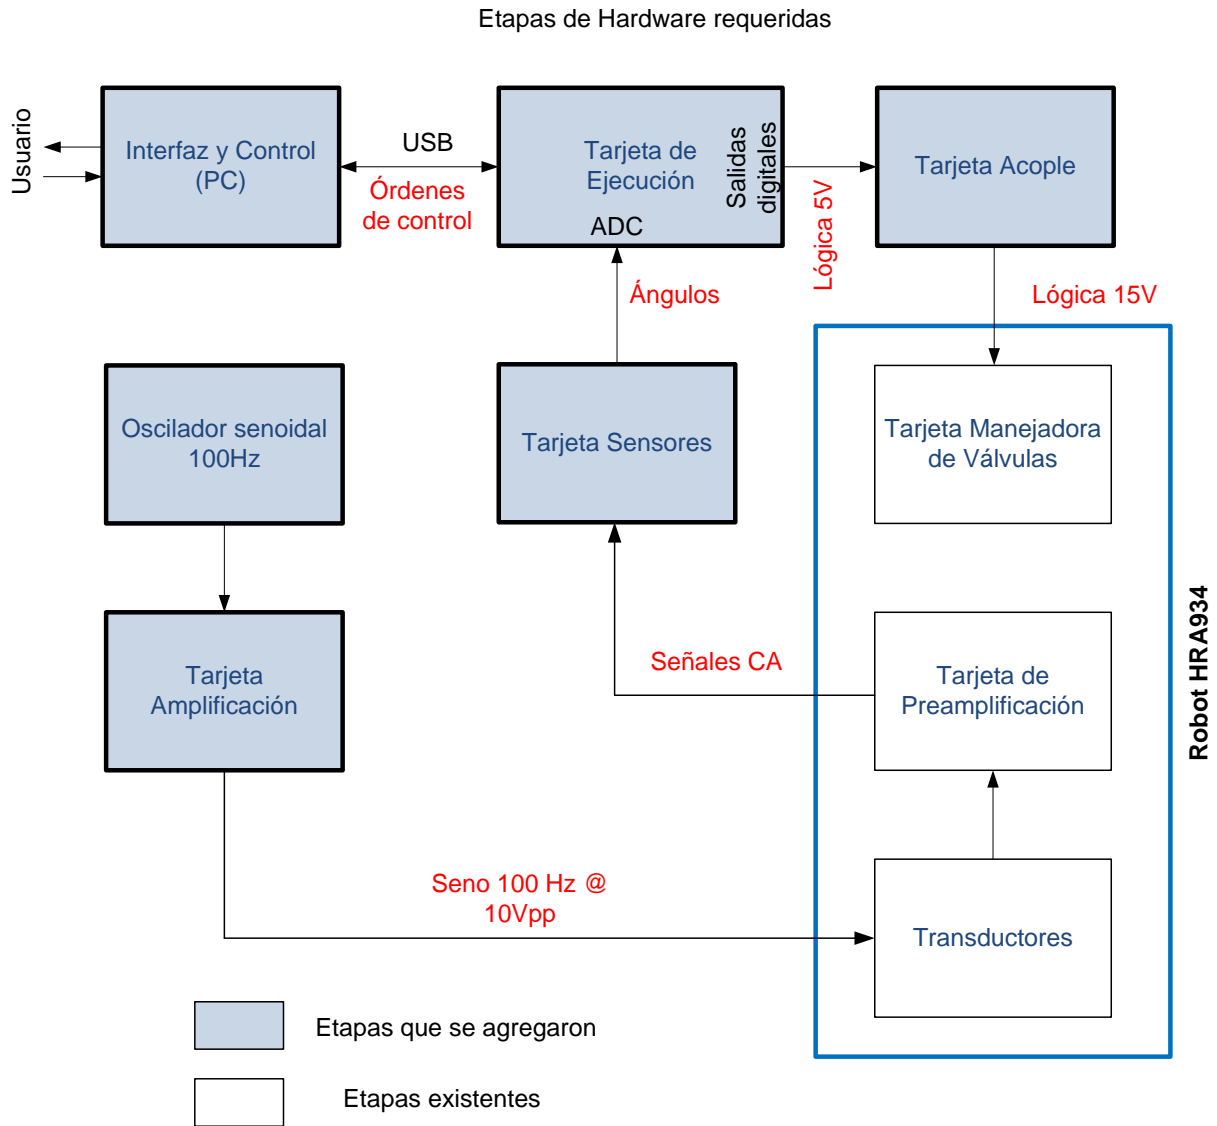 Etapas de Hardware requeridas
Usuario
Interfaz y Control
(PC)
USB
Órdenes
de control
Tarjeta de
Ejecución
ADC
Salidas
digitales
Lógica 5V
Tarjeta Acople
Ángulos
Lógica 15V
Oscilador senoidal
100Hz
Tarjeta Sensores
Tarjeta Manejadora
de Válvulas
Tarjeta
Amplificación
Señales CA
Tarjeta de
Preamplificación
Robot HRA934
Seno 100 Hz @
10Vpp
Transductores
Etapas que se agregaron
Etapas existentes